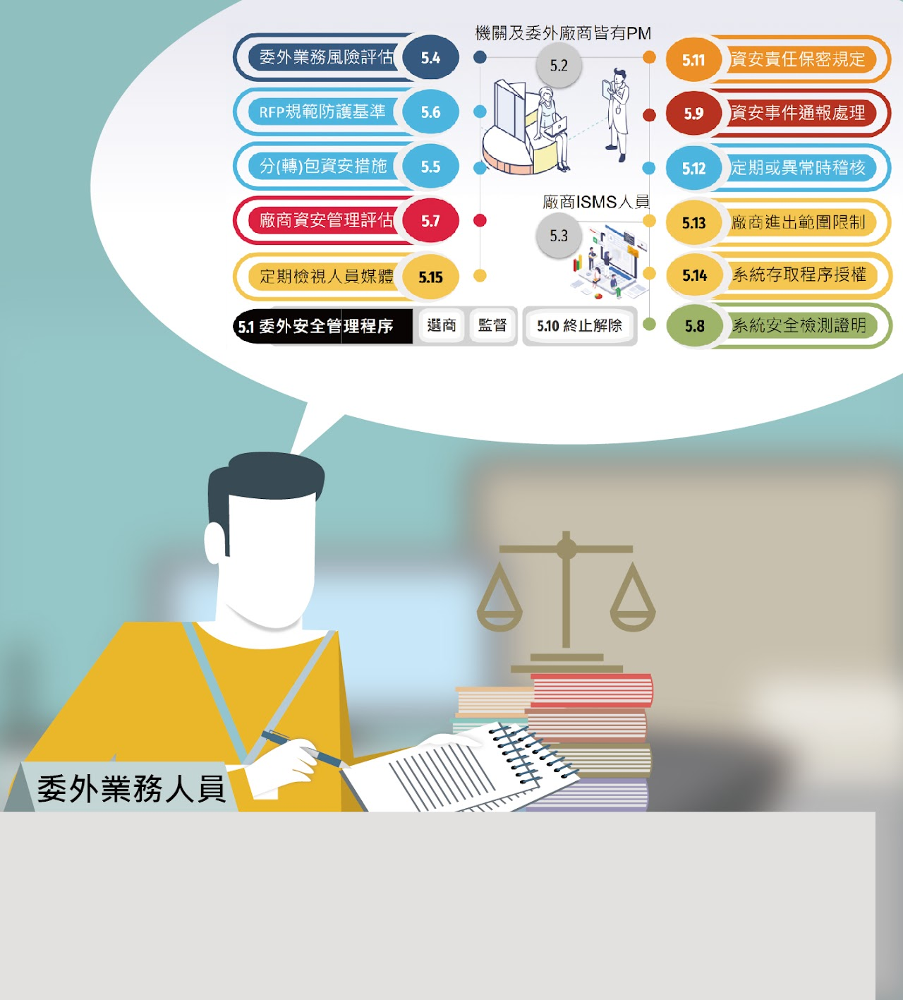 機關及委外廠商皆有PM
委外業務風險評估 5.4
RFP規範防護基準 5.6
分(轉)包資安措施 5.5
廠商資安管理評估 5.7
定期檢視人員媒體 5.15
5.1 委外安全管理程序 選商 監督 5.10 終止解除
5.2
廠商ISMS人員
5.3
5.11 資安責任保密規定
5.9 資安事件通報處理
5.12 定期或異常時稽核
5.13 廠商進出範圍限制
5.14 系統存取程序授權
5.8 系統安全檢測證明
委外業務人員